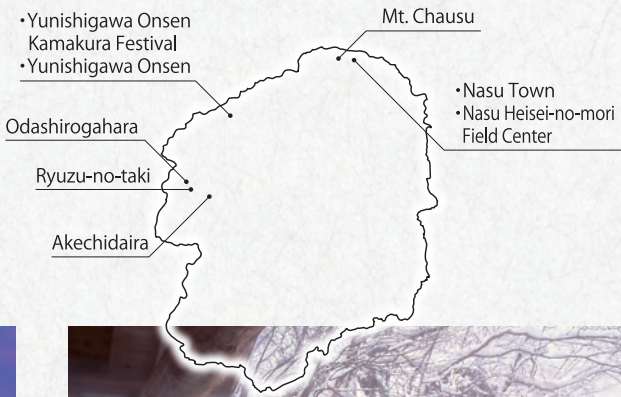 •Yunishigawa Onsen
Kamakura Festival
•Yunishigawa Onsen
Mt. Chausu
•Nasu Town
•Nasu Heisei-no-mori
Field Center
Odashirogahara
Ryuzu-no-taki
Akechidaira